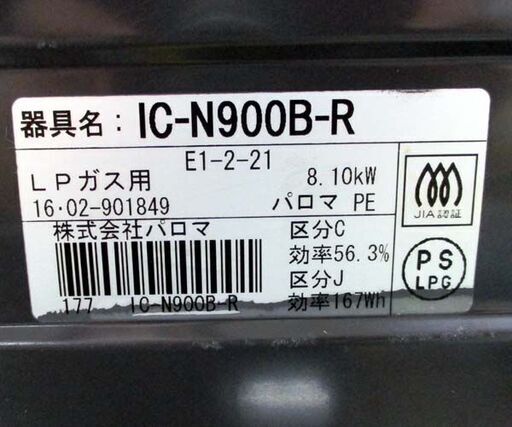 器具名: IC-N900B-R
E1-2-21
LPガス用 8.10kW
16・02-901849 パロマ PE
株式会社パロマ 区分C
効率56.3%
区分J
効率167Wh
177 IC-N900B-R
JIA認証
PS
LPG